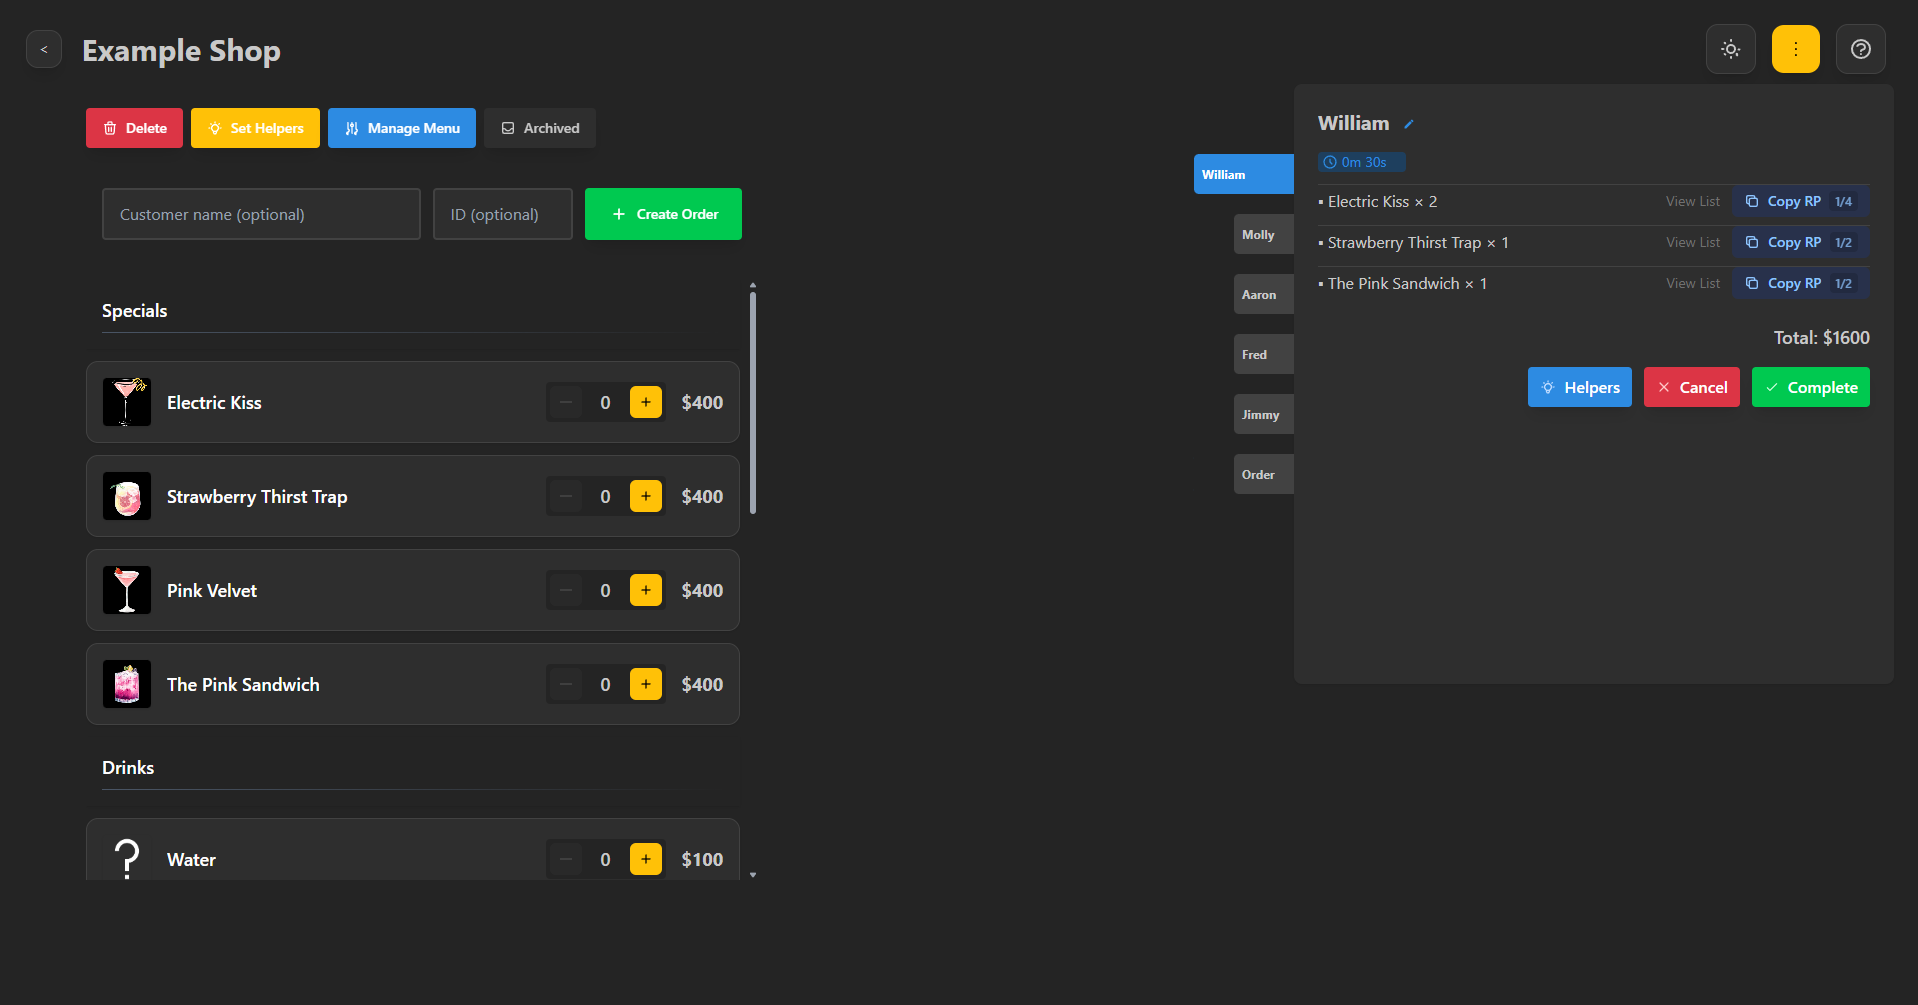 <
Example Shop
Delete
Set Helpers
Manage Menu
Archived
Customer name (optional)
ID (optional)
+ Create Order
Specials
Electric Kiss
− 0 + $400
Strawberry Thirst Trap
− 0 + $400
Pink Velvet
− 0 + $400
The Pink Sandwich
− 0 + $400
Drinks
?
Water
− 0 + $100
William
Molly
Aaron
Fred
Jimmy
Order
William
0m 30s
▪ Electric Kiss × 2 View List Copy RP 1/4
▪ Strawberry Thirst Trap × 1 View List Copy RP 1/2
▪ The Pink Sandwich × 1 View List Copy RP 1/2
Total: $1600
Helpers
Cancel
Complete